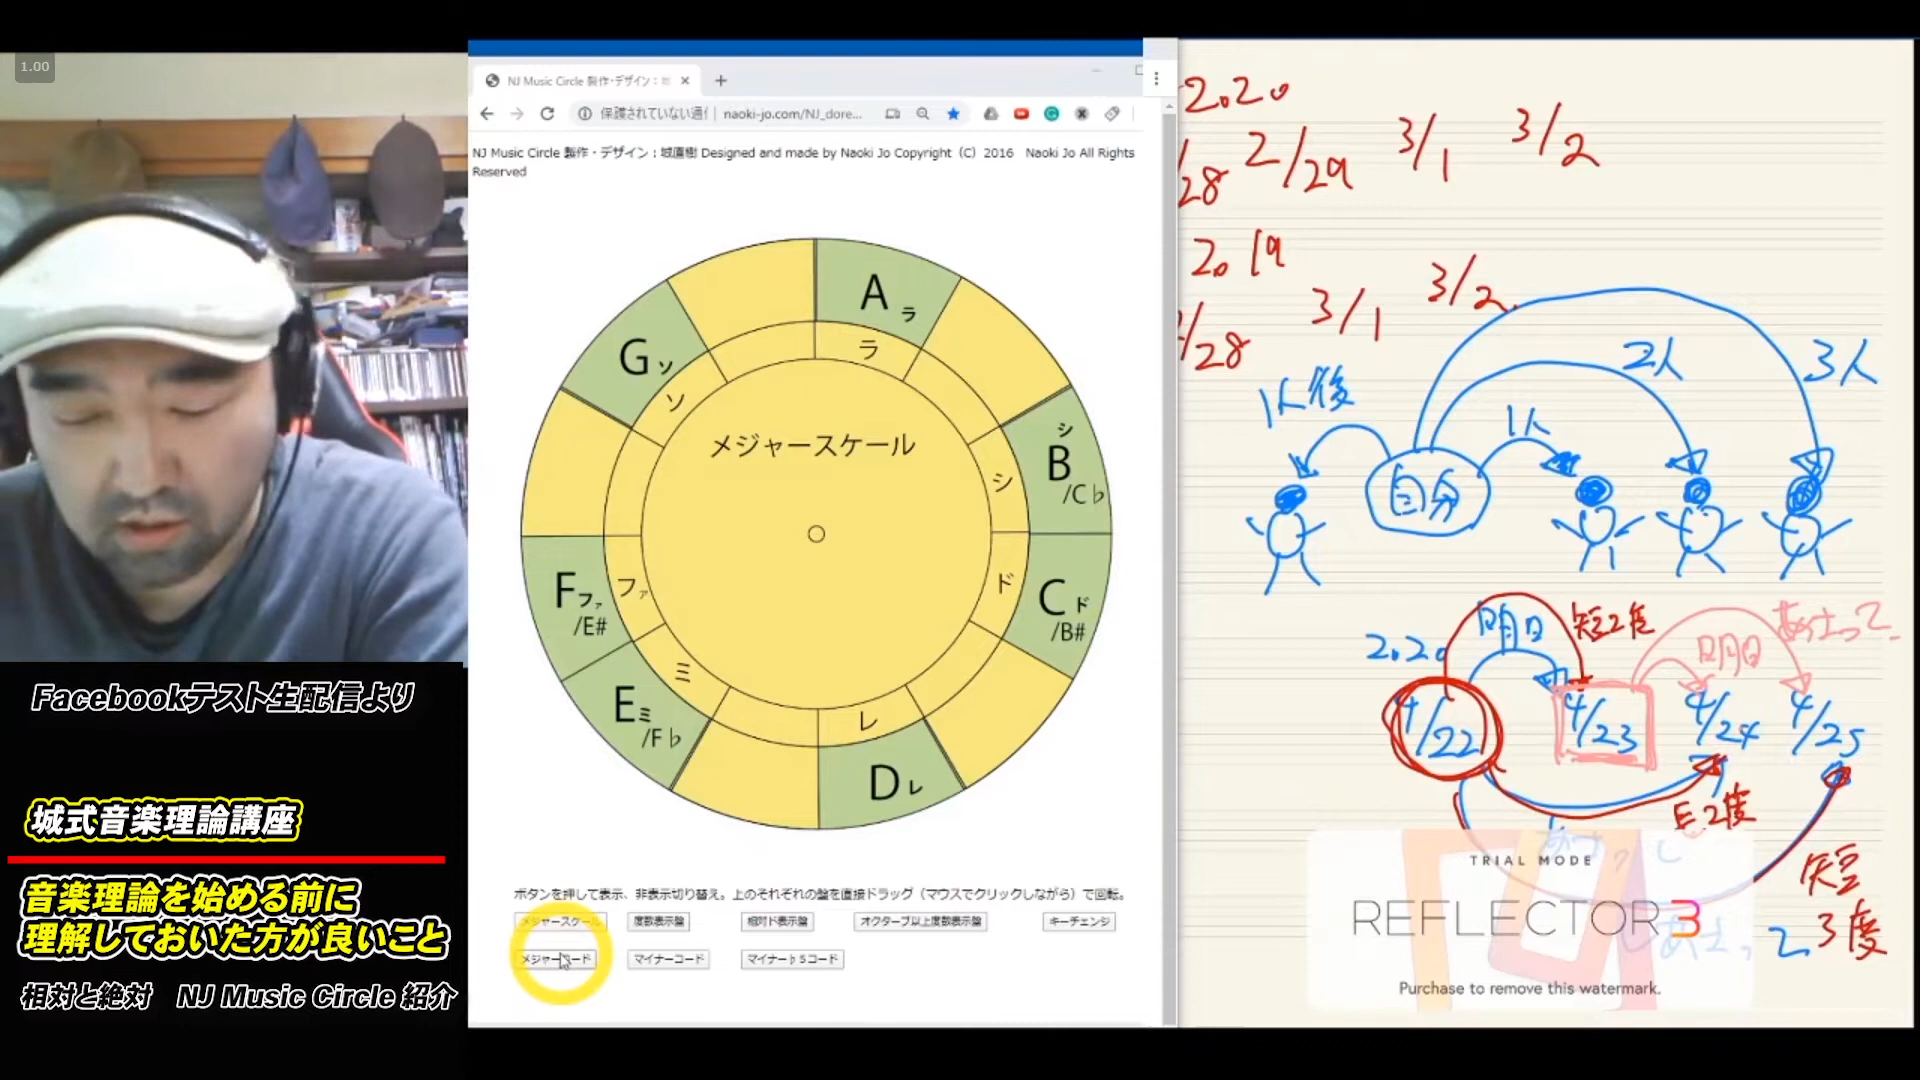 1.00
NJ Music Circle 製作・デザイン：城
保護されていない通信
naoki-jo.com/NJ_dore...
NJ Music Circle 製作・デザイン：城直樹 Designed and made by Naoki Jo Copyright（C）2016 Naoki Jo All Rights
Reserved
A ラ
シ
B
/C♭
C ド
/B#
D レ
E ミ
/F♭
F ファ
/E#
G ソ
ラ
シ
ド
レ
ミ
ファ
ソ
メジャースケール
ボタンを押して表示、非表示切り替え。上のそれぞれの盤を直接ドラッグ（マウスでクリックしながら）で回転。
メジャースケール
度数表示盤
相対ド表示盤
オクターブ以上度数表示盤
キーチェンジ
メジャーコード
マイナーコード
マイナー♭5コード
Facebookテスト生配信より
城式音楽理論講座
音楽理論を始める前に
理解しておいた方が良いこと
相対と絶対 NJ Music Circle 紹介
2020
/28 2/29 3/1 3/2
2019
/28 3/1 3/2
1人後
1人
2人
3人
自分
2020
明日
短2度
明日
あさって
4/22 4/23 4/24 4/25
長2度
短
3度
TRIAL MODE
REFLECTOR3
Purchase to remove this watermark.